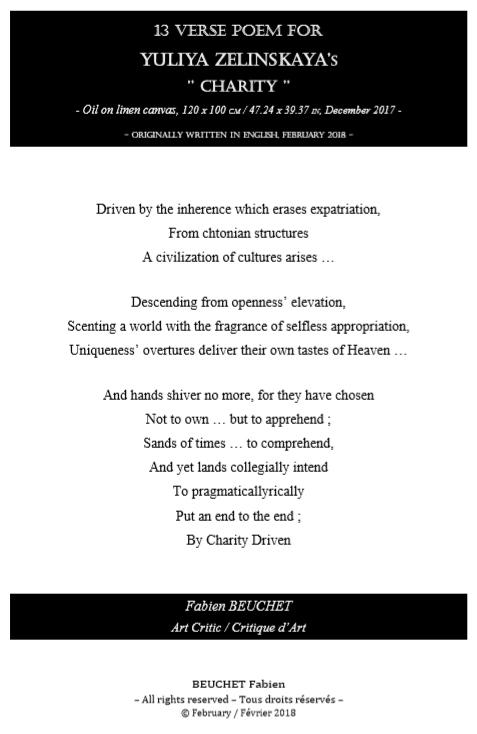 13 VERSE POEM FOR
YULIYA ZELINSKAYA's
" CHARITY "
- Oil on linen canvas, 120 x 100 CM / 47.24 x 39.37 IN, December 2017 -
– ORIGINALLY WRITTEN IN ENGLISH, FEBRUARY 2018 –
Driven by the inherence which erases expatriation,
From chtonian structures
A civilization of cultures arises …
Descending from openness’ elevation,
Scenting a world with the fragrance of selfless appropriation,
Uniqueness’ overtures deliver their own tastes of Heaven …
And hands shiver no more, for they have chosen
Not to own … but to apprehend ;
Sands of times … to comprehend,
And yet lands collegially intend
To pragmaticallyrically
Put an end to the end ;
By Charity Driven
Fabien BEUCHET
Art Critic / Critique d’Art
BEUCHET Fabien
– All rights reserved – Tous droits réservés –
© February / Février 2018